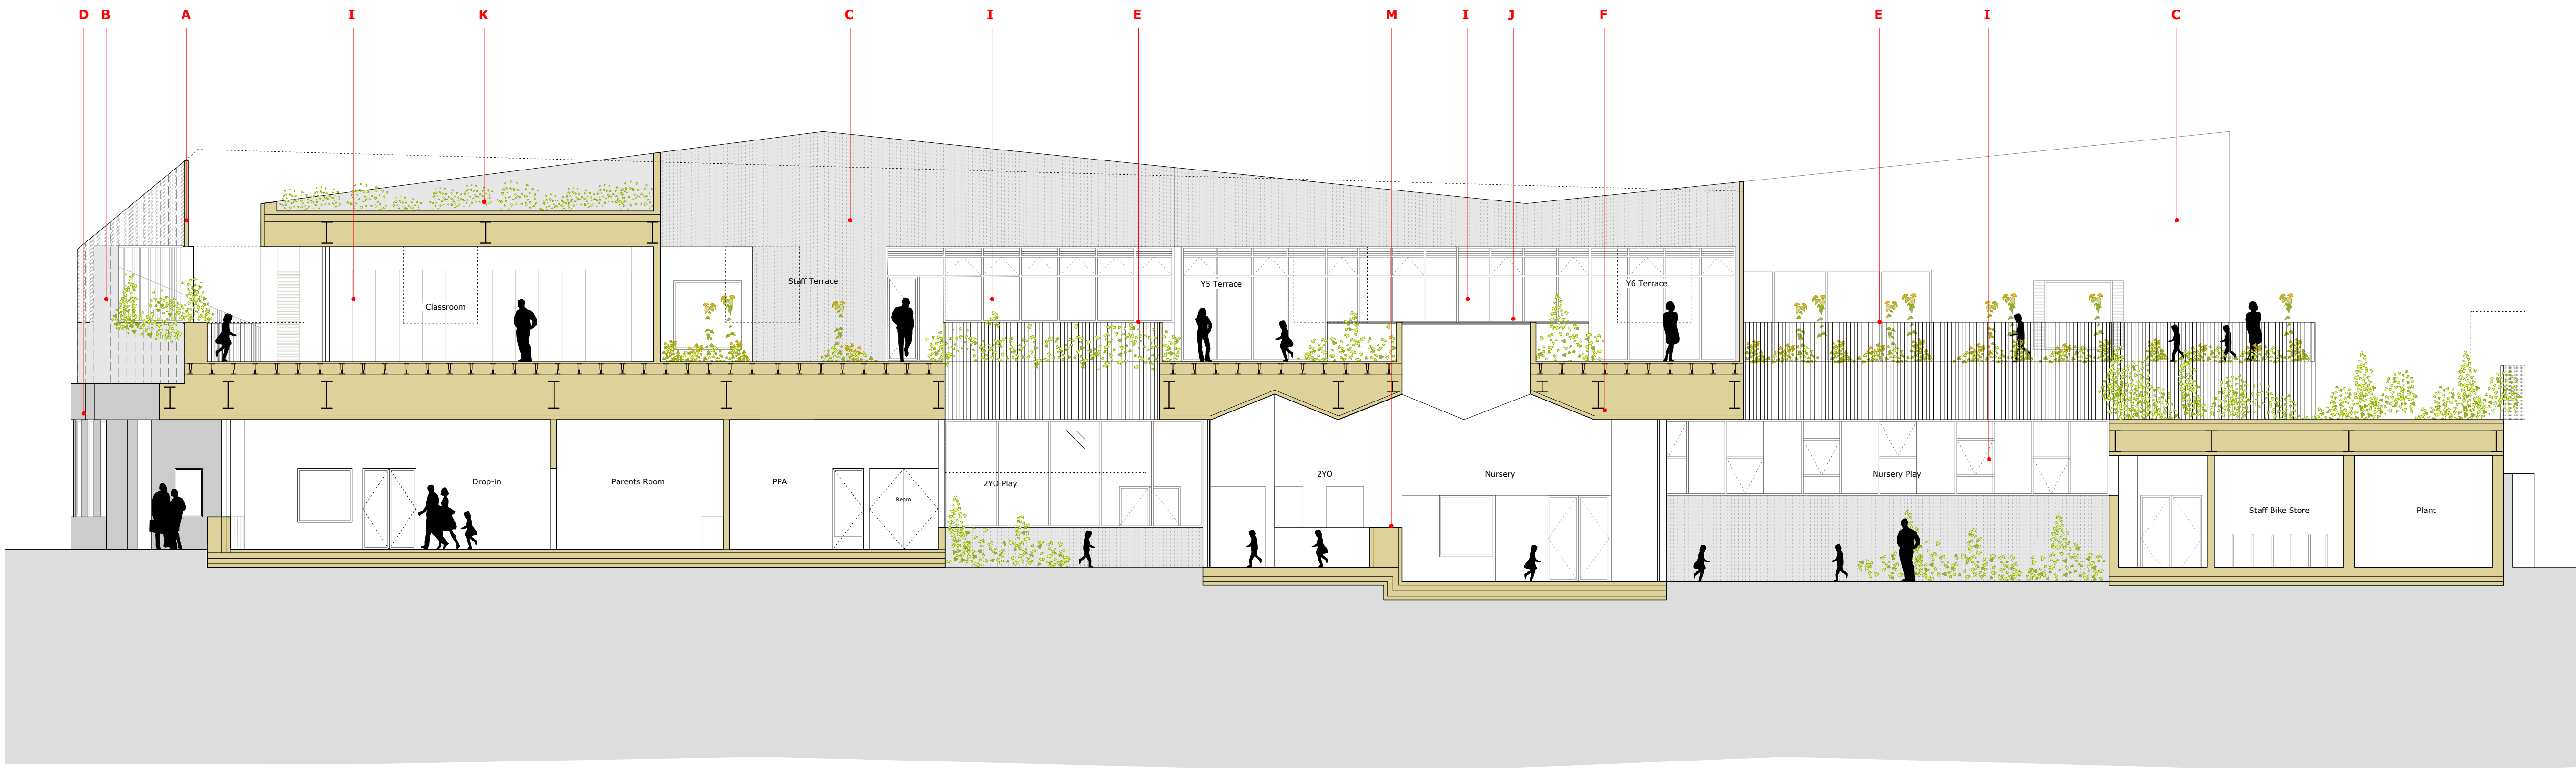 D B A I K C I E M I J F E I C
Staff Terrace
Y5 Terrace
Y6 Terrace
Classroom
2YO
Nursery
Nursery Play
Drop-in
Parents Room
PPA
2YO Play
Repro
Staff Bike Store
Plant